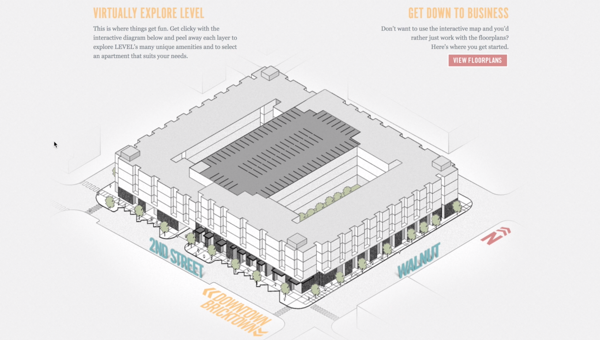 VIRTUALLY EXPLORE LEVEL
This is where things get fun. Get clicky with the
interactive diagram below and peel away each layer to
explore LEVEL's many unique amenities and to select
an apartment that suits your needs.
GET DOWN TO BUSINESS
Don't want to use the interactive map and you'd
rather just work with the floorplans?
Here's where you get started.
VIEW FLOORPLANS
2ND STREET
WALNUT
N
DOWNTOWN
BRICKTOWN